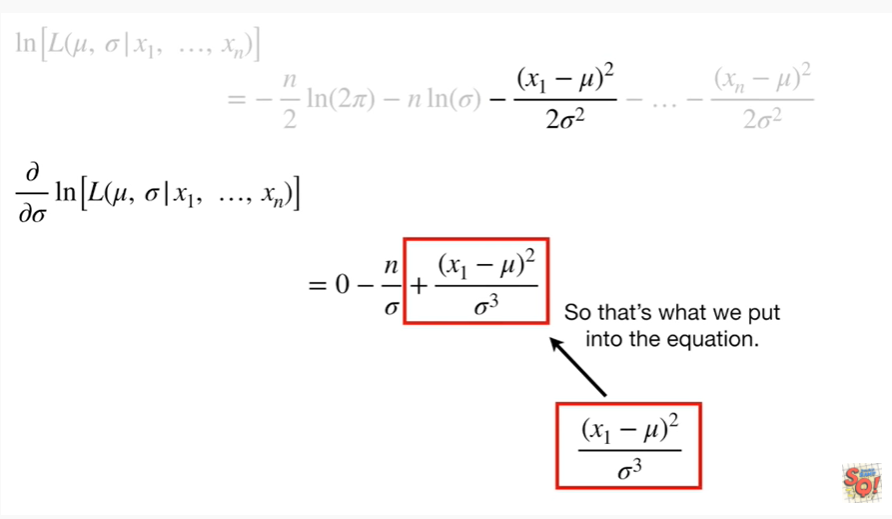 ln[L(μ, σ|x₁, …, xₙ)]
= − n/2 ln(2π) − n ln(σ) − (x₁ − μ)²/2σ² − … − (xₙ − μ)²/2σ²
∂/∂σ ln[L(μ, σ|x₁, …, xₙ)]
= 0 − n/σ + (x₁ − μ)²/σ³
So that's what we put
into the equation.
(x₁ − μ)²/σ³
SQ!